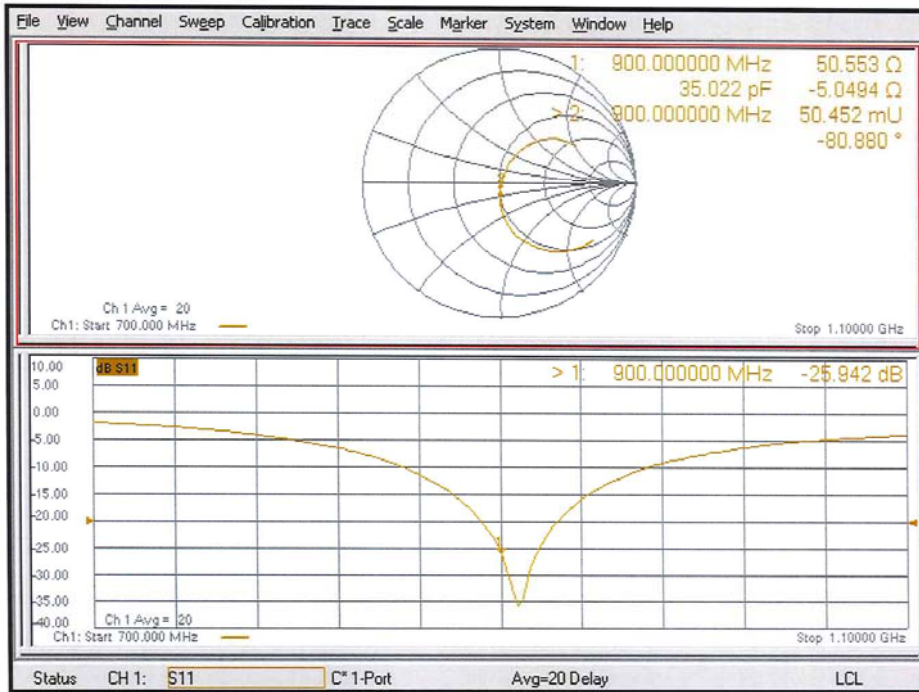 File View Channel Sweep Calibration Trace Scale Marker System Window Help
1: 900.000000 MHz 50.553 Ω
35.022 pF -5.0494 Ω
> 2: 900.000000 MHz 50.452 mU
-80.880 °
Ch 1 Avg = 20
Ch1: Start 700.000 MHz
Stop 1.10000 GHz
10.00 dB S11 > 1: 900.000000 MHz -25.942 dB
5.00
0.00
-5.00
-10.00
-15.00
-20.00
-25.00
-30.00
-35.00
-40.00
1
Ch 1 Avg = 20
Ch1: Start 700.000 MHz
Stop 1.10000 GHz
Status CH 1: S11 C* 1-Port Avg=20 Delay LCL